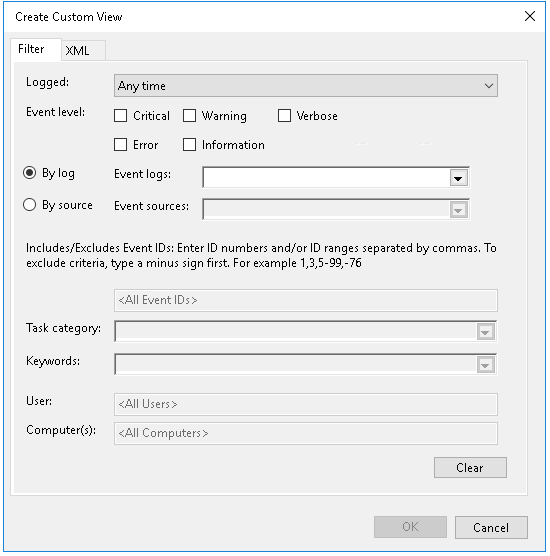 Create Custom View
Filter
XML
Logged:
Any time
Event level:
Critical
Warning
Verbose
Error
Information
By log
Event logs:
By source
Event sources:
Includes/Excludes Event IDs: Enter ID numbers and/or ID ranges separated by commas. To
exclude criteria, type a minus sign first. For example 1,3,5-99,-76
<All Event IDs>
Task category:
Keywords:
User:
<All Users>
Computer(s):
<All Computers>
Clear
OK
Cancel